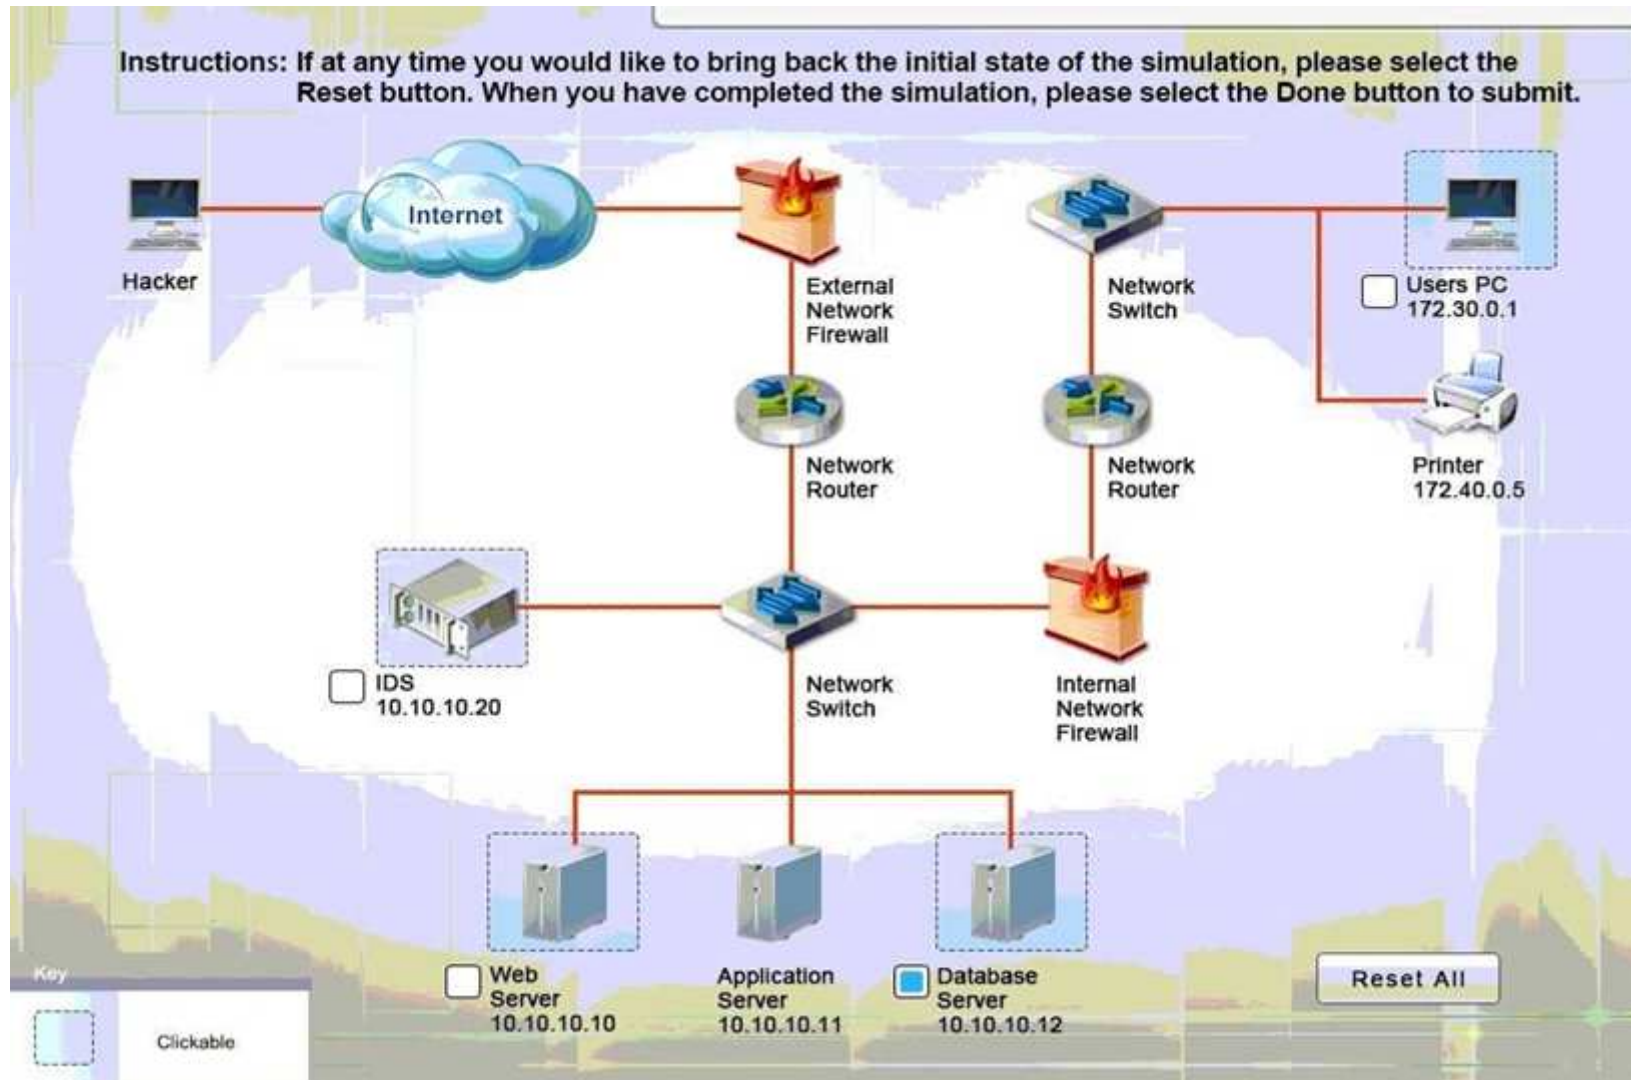 Instructions: If at any time you would like to bring back the initial state of the simulation, please select the
Reset button. When you have completed the simulation, please select the Done button to submit.
Internet
Hacker
External
Network
Firewall
Network
Switch
Users PC
172.30.0.1
Network
Router
Network
Router
Printer
172.40.0.5
IDS
10.10.10.20
Network
Switch
Internal
Network
Firewall
Web
Server
10.10.10.10
Application
Server
10.10.10.11
Database
Server
10.10.10.12
Reset All
Key
Clickable